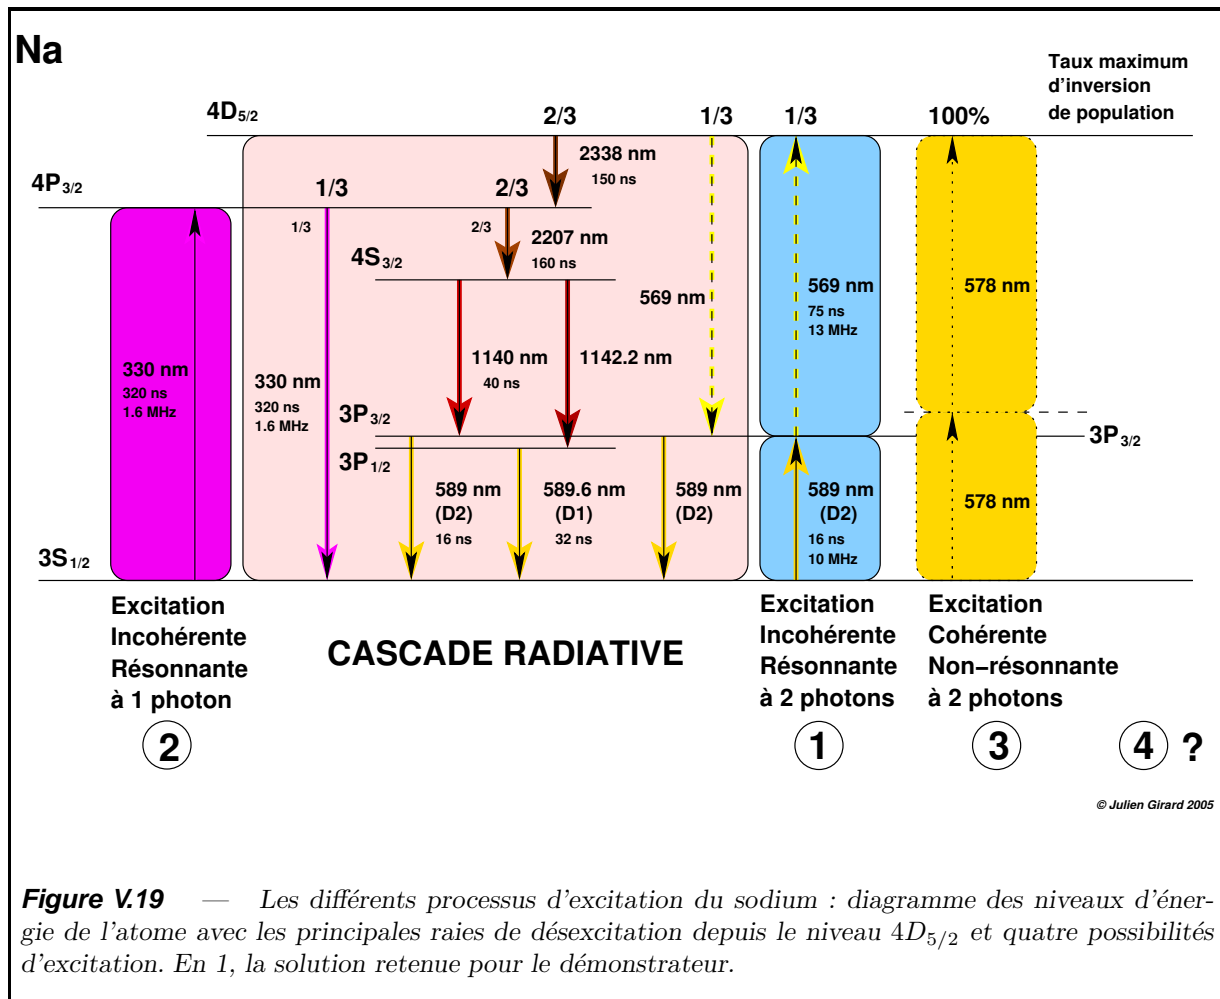 Na
Taux maximum
d'inversion
de population
4D5/2
2/3
1/3
1/3
100%
2338 nm
150 ns
4P3/2
1/3
2/3
1/3
2/3
2207 nm
160 ns
4S3/2
569 nm
569 nm
75 ns
13 MHz
578 nm
330 nm
320 ns
1.6 MHz
330 nm
320 ns
1.6 MHz
1140 nm
40 ns
1142.2 nm
3P3/2
3P3/2
3P1/2
589 nm
(D2)
16 ns
589.6 nm
(D1)
32 ns
589 nm
(D2)
589 nm
(D2)
16 ns
10 MHz
578 nm
3S1/2
Excitation
Incohérente
Résonnante
à 1 photon
2
CASCADE RADIATIVE
Excitation
Incohérente
Résonnante
à 2 photons
1
Excitation
Cohérente
Non−résonnante
à 2 photons
3
4 ?
© Julien Girard 2005
Figure V.19 — Les différents processus d'excitation du sodium : diagramme des niveaux d'éner-
gie de l'atome avec les principales raies de désexcitation depuis le niveau 4D5/2 et quatre possibilités
d'excitation. En 1, la solution retenue pour le démonstrateur.